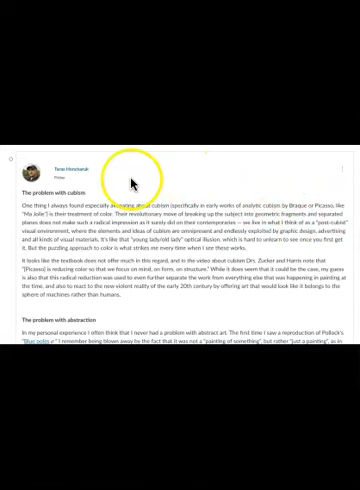 The problem with cubism
One thing I always found especially about cubism (specifically in early works of analytic cubism by Braque or Picasso, like
"Ma Jolie") is their treatment of color. Their revolutionary move of breaking up the subject into geometric fragments and separated
planes does not make such a radical impression as it surely did on their contemporaries — we live in what I think of as a "post-cubist"
visual environment, where the elements and ideas of cubism are omnipresent and endlessly exploited by graphic design, advertising
and all kinds of visual materials. It's like that "young lady/old lady" optical illusion, which is hard to unlearn to see once you first get
it. But the puzzling approach to color is what strikes me every time when I see these works.
It looks like the textbook does not offer much in this regard, and in the video about cubism Drs. Zucker and Harris note that
"[Picasso] is reducing color so that we focus on mind, on form, on structure." While it does seem that it could be the case, my guess
is also that this radical reduction was used to even further separate the work from everything else that was happening in painting at
the time, and also to react to the new violent reality of the early 20th century by offering art that would look like it belongs to the
sphere of machines rather than humans.
The problem with abstraction
In my personal experience I often think that I never had a problem with abstract art. The first time I saw a reproduction of Pollock's
"Blue poles" I remember being blown away by the fact that it was not a "painting of something", but rather "just a painting", as in